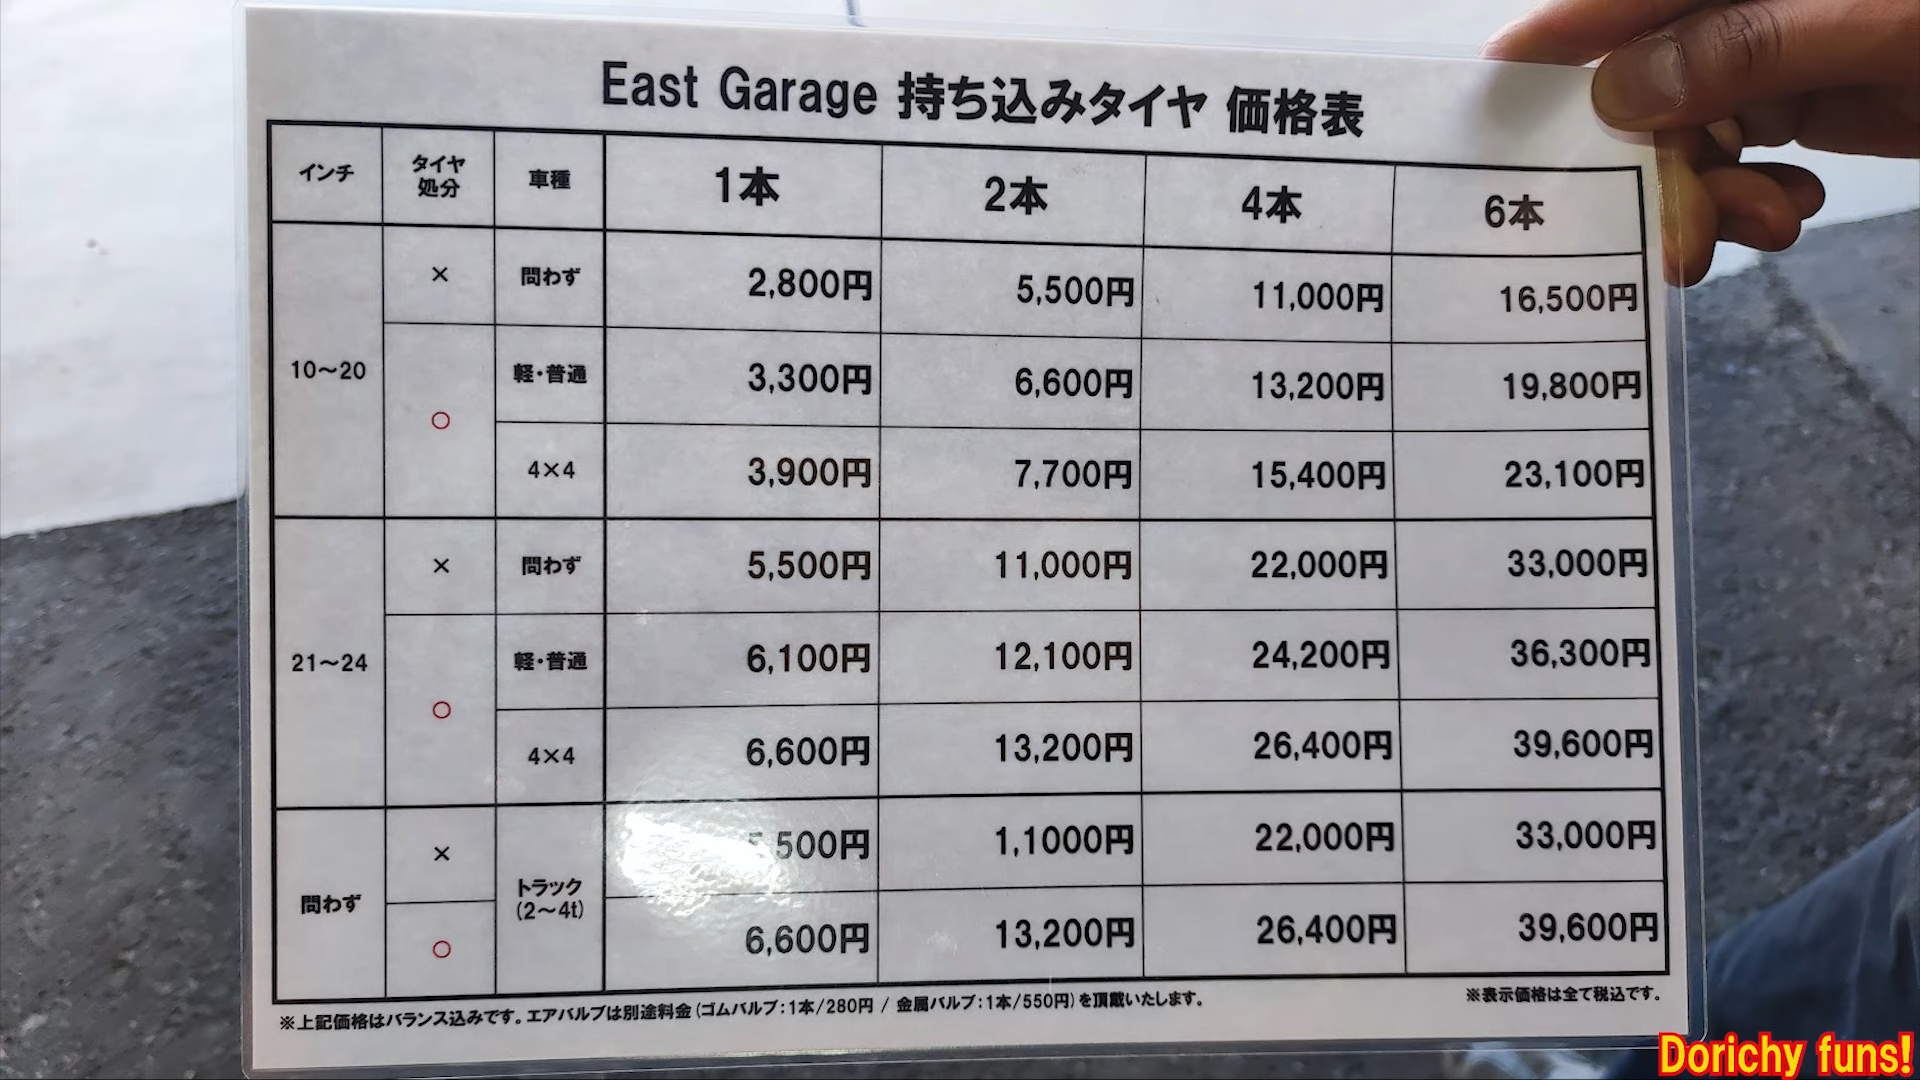 East Garage 持ち込みタイヤ 価格表
インチ タイヤ処分 車種 1本 2本 4本 6本
10～20 × 問わず 2,800円 5,500円 11,000円 16,500円
○ 軽・普通 3,300円 6,600円 13,200円 19,800円
4×4 3,900円 7,700円 15,400円 23,100円
21～24 × 問わず 5,500円 11,000円 22,000円 33,000円
○ 軽・普通 6,100円 12,100円 24,200円 36,300円
4×4 6,600円 13,200円 26,400円 39,600円
問わず × トラック(2～4t) 5,500円 1,1000円 22,000円 33,000円
○ 6,600円 13,200円 26,400円 39,600円
※上記価格はバランス込みです。エアバルブは別途料金(ゴムバルブ:1本/280円 / 金属バルブ:1本/550円)を頂戴いたします。
※表示価格は全て税込です。
Dorichy funs!